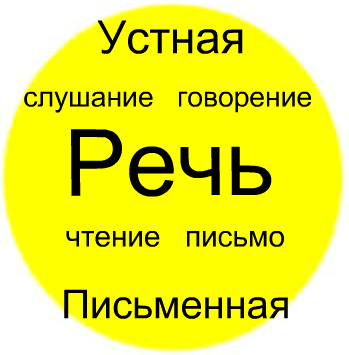 Устная
слушание говорение
Речь
чтение письмо
Письменная